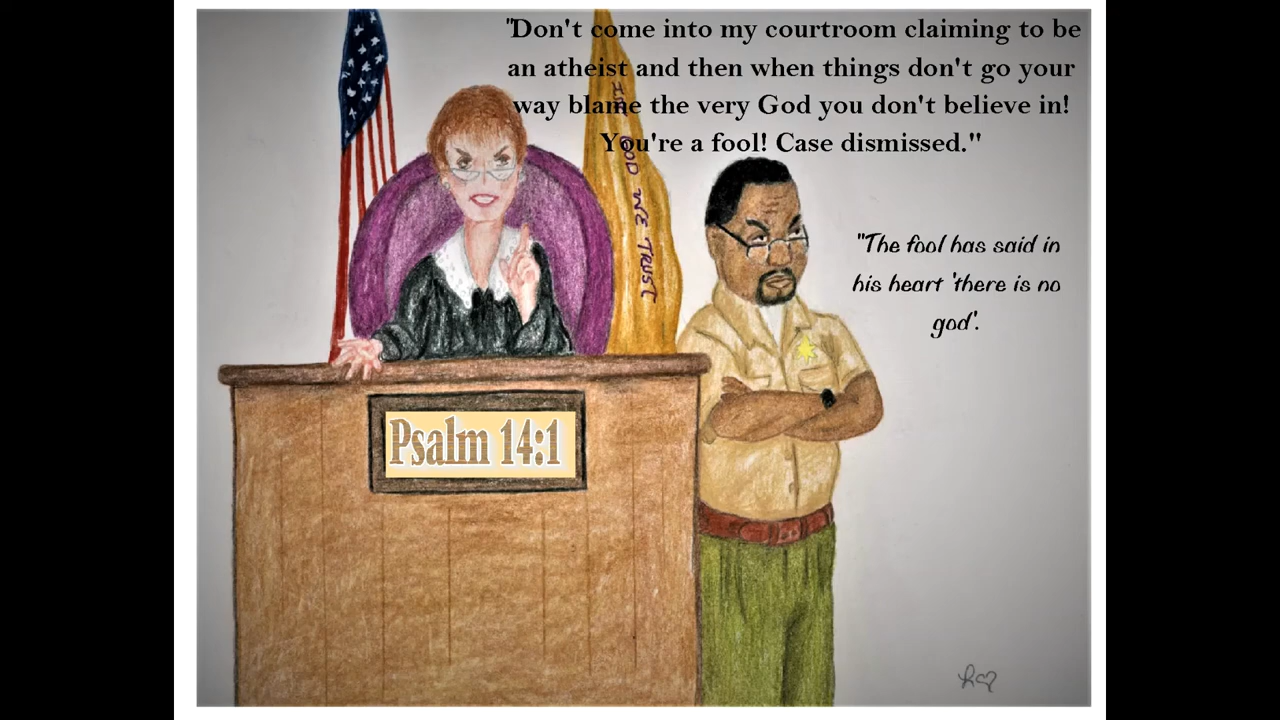 "Don't come into my courtroom claiming to be
an atheist and then when things don't go your
way blame the very God you don't believe in!
You're a fool! Case dismissed."
IN GOD WE TRUST
"The fool has said in
his heart 'there is no
god'.
Psalm 14:1